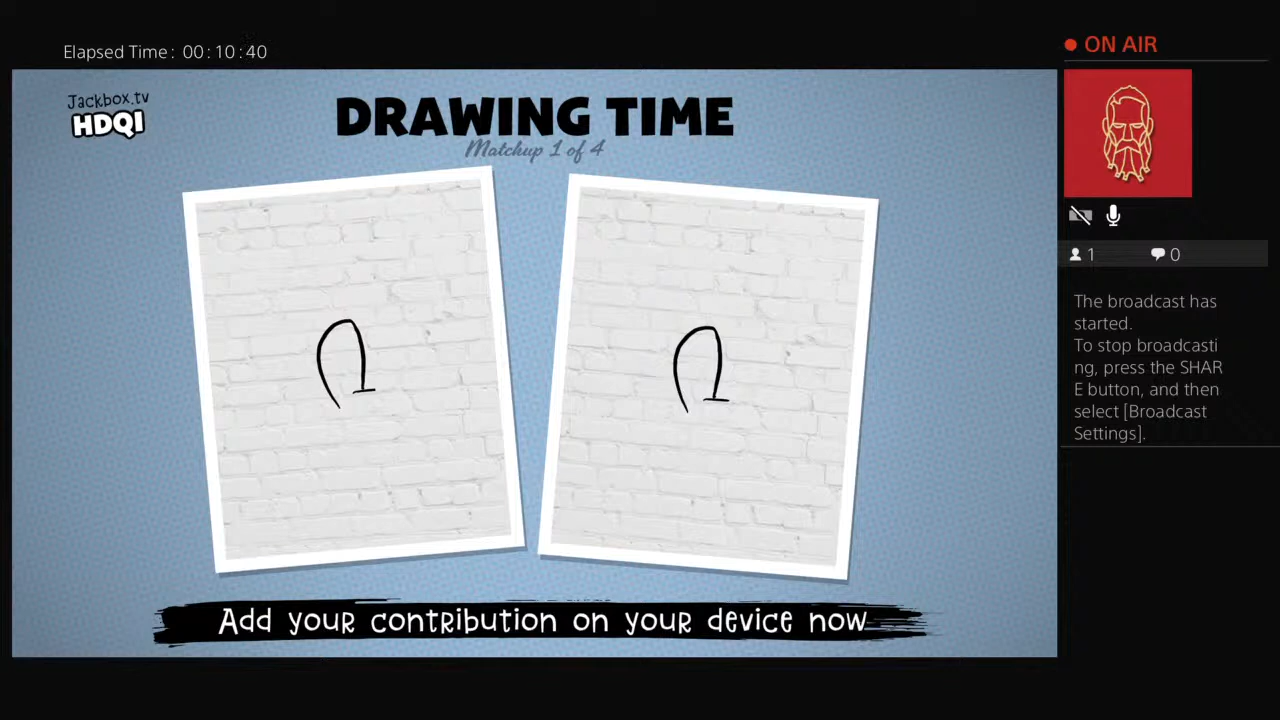 Elapsed Time: 00:10:40
ON AIR
Jackbox.tv
HDQI
DRAWING TIME
Matchup 1 of 4
1
0
The broadcast has
started.
To stop broadcasti
ng, press the SHAR
E button, and then
select [Broadcast
Settings].
Add your contribution on your device now